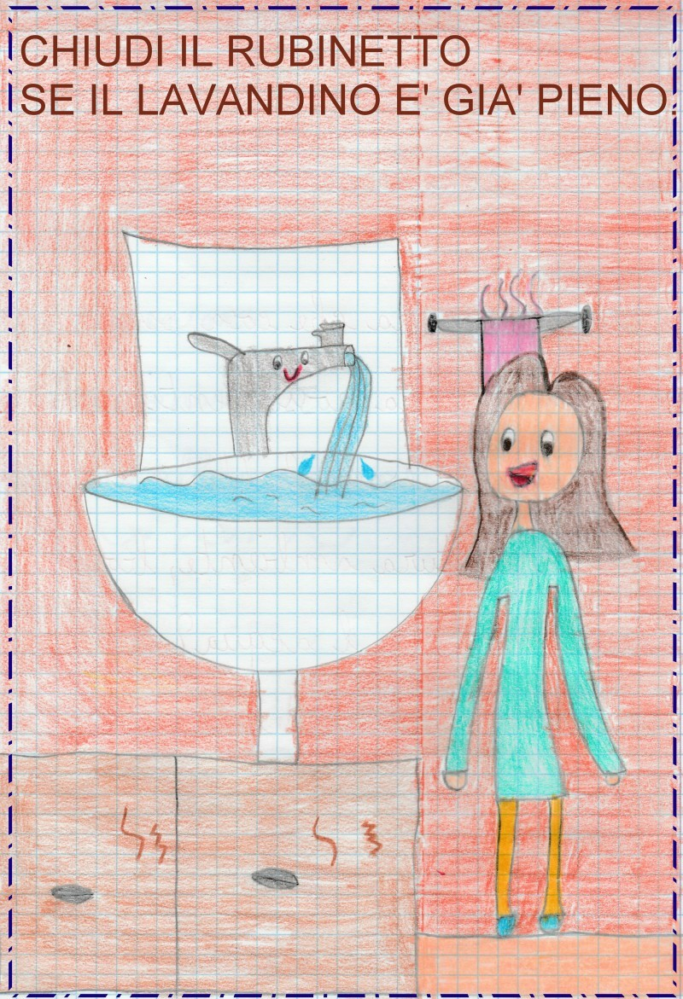 CHIUDI IL RUBINETTO
SE IL LAVANDINO E' GIA' PIENO.